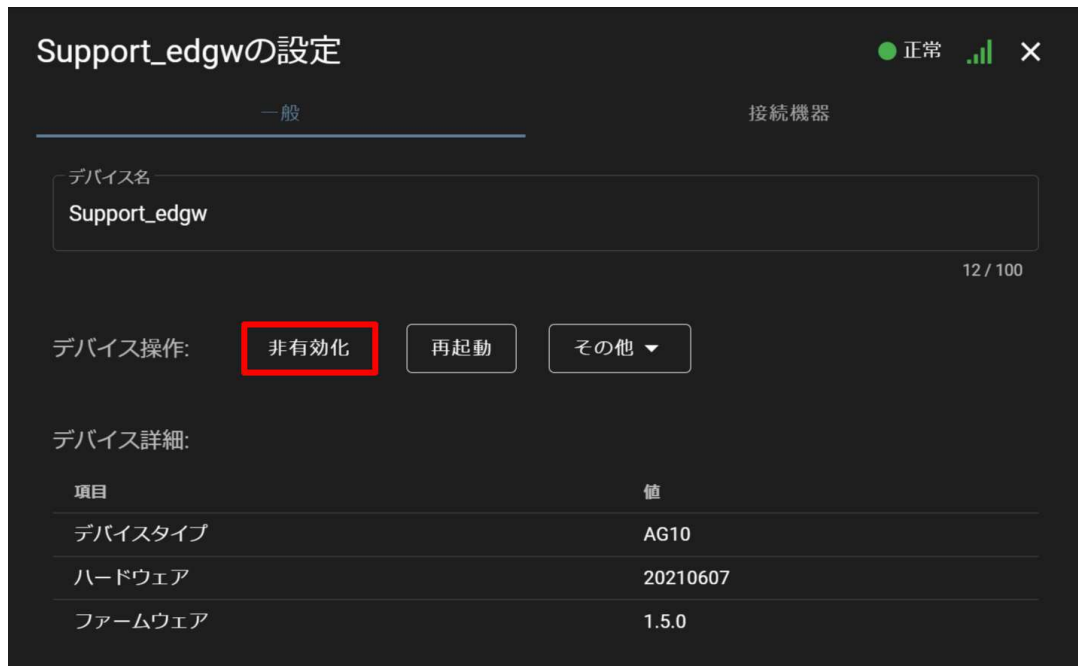 Support_edgwの設定
正常
一般
接続機器
デバイス名
Support_edgw
12 / 100
デバイス操作:
非有効化
再起動
その他
デバイス詳細:
項目 値
デバイスタイプ AG10
ハードウェア 20210607
ファームウェア 1.5.0